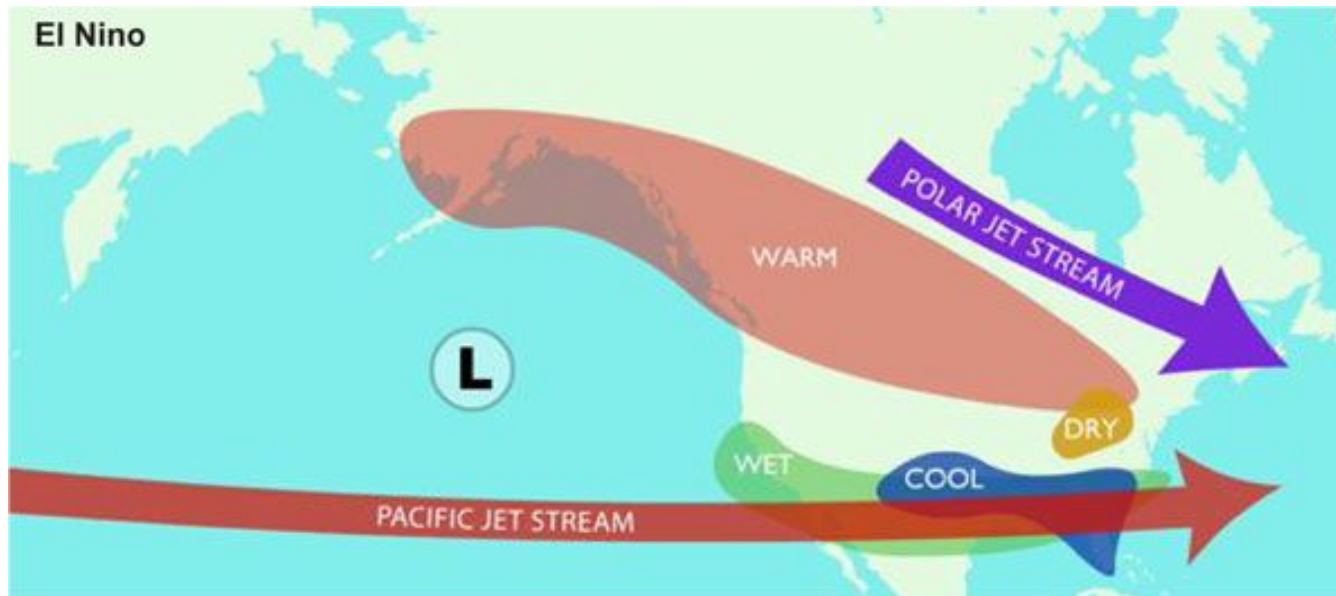 El Nino
POLAR JET STREAM
WARM
L
DRY
WET
COOL
PACIFIC JET STREAM